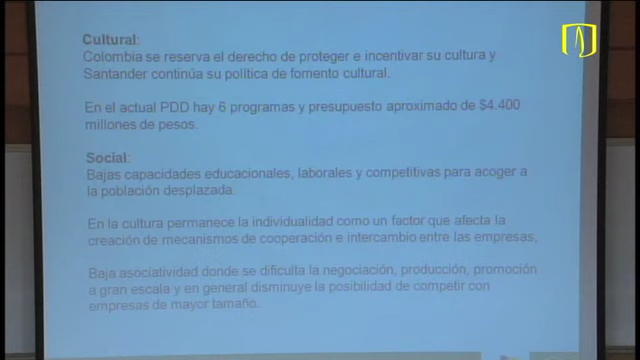 Cultural:
Colombia se reserva el derecho de proteger e incentivar su cultura y
Santander continúa su política de fomento cultural.
En el actual PDD hay 6 programas y presupuesto aproximado de $4.400
millones de pesos.
Social:
Bajas capacidades educacionales, laborales y competitivas para acoger a
la población desplazada.
En la cultura permanece la individualidad como un factor que afecta la
creación de mecanismos de cooperación e intercambio entre las empresas,
Baja asociatividad donde se dificulta la negociación, producción, promoción
a gran escala y en general disminuye la posibilidad de competir con
empresas de mayor tamaño.